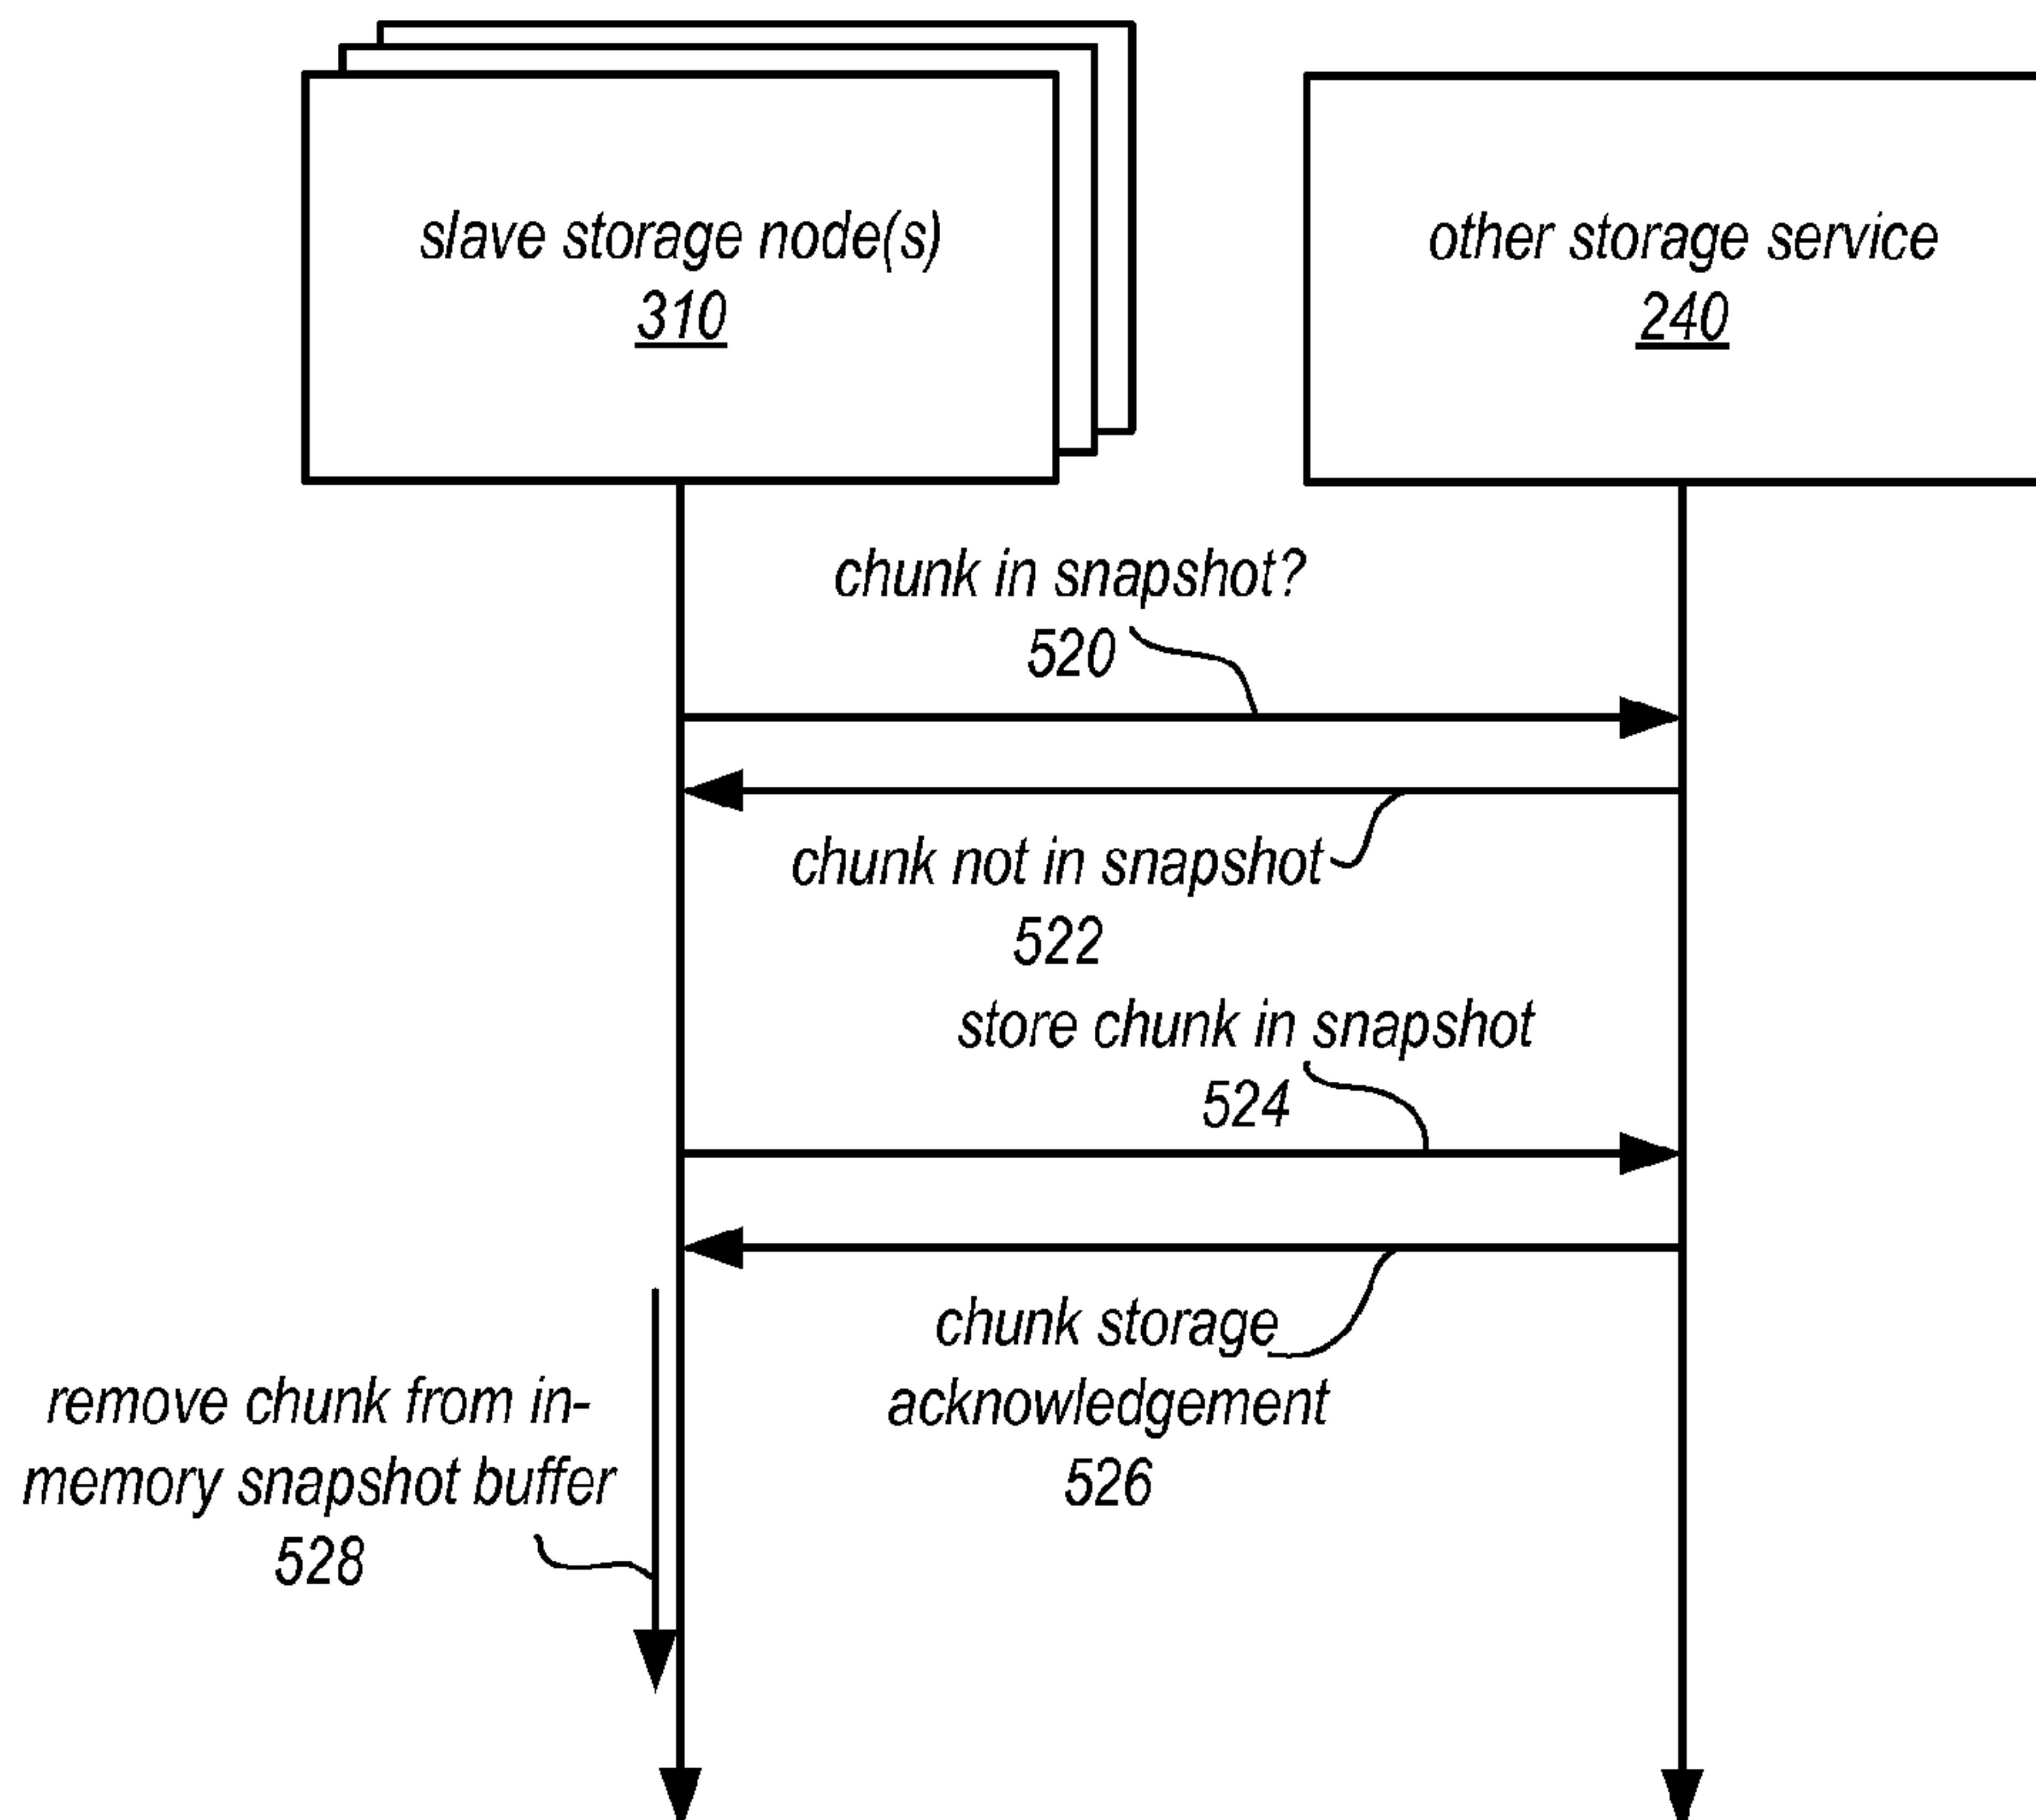 slave storage node(s)
310
other storage service
240
chunk in snapshot?
520
chunk not in snapshot
522
store chunk in snapshot
524
chunk storage
acknowledgement
526
remove chunk from in-
memory snapshot buffer
528